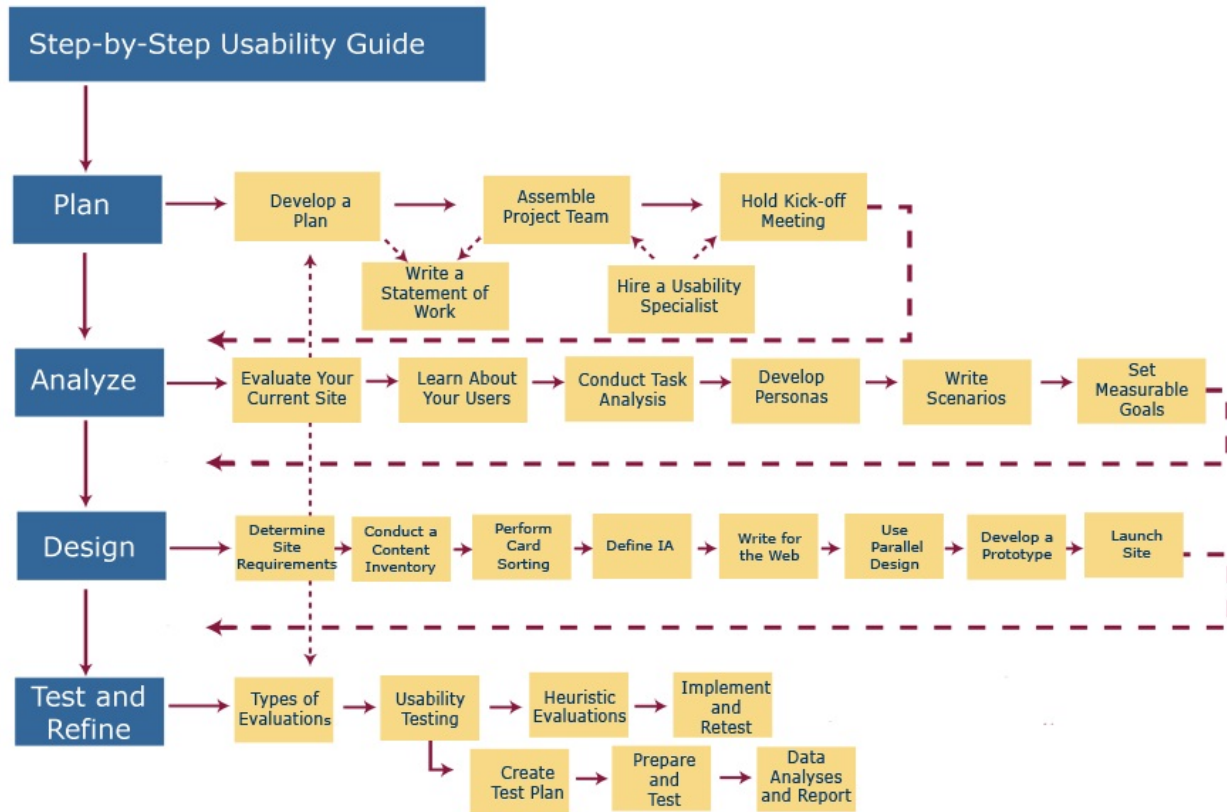 Step-by-Step Usability Guide
Plan
Develop a
Plan
Assemble
Project Team
Hold Kick-off
Meeting
Write a
Statement of
Work
Hire a Usability
Specialist
Analyze
Evaluate Your
Current Site
Learn About
Your Users
Conduct Task
Analysis
Develop
Personas
Write
Scenarios
Set
Measurable
Goals
Design
Determine
Site
Requirements
Conduct a
Content
Inventory
Perform
Card
Sorting
Define IA
Write for
the Web
Use
Parallel
Design
Develop a
Prototype
Launch
Site
Test and
Refine
Types of
Evaluations
Usability
Testing
Heuristic
Evaluations
Implement
and
Retest
Create
Test Plan
Prepare
and
Test
Data
Analyses
and Report